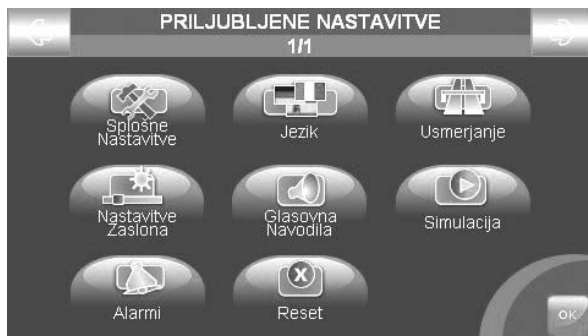 PRILJUBLJENE NASTAVITVE
1/1
Splošne
Nastavitve
Jezik
Usmerjanje
Nastavitve
Zaslona
Glasovna
Navodila
Simulacija
Alarmi
Reset
OK